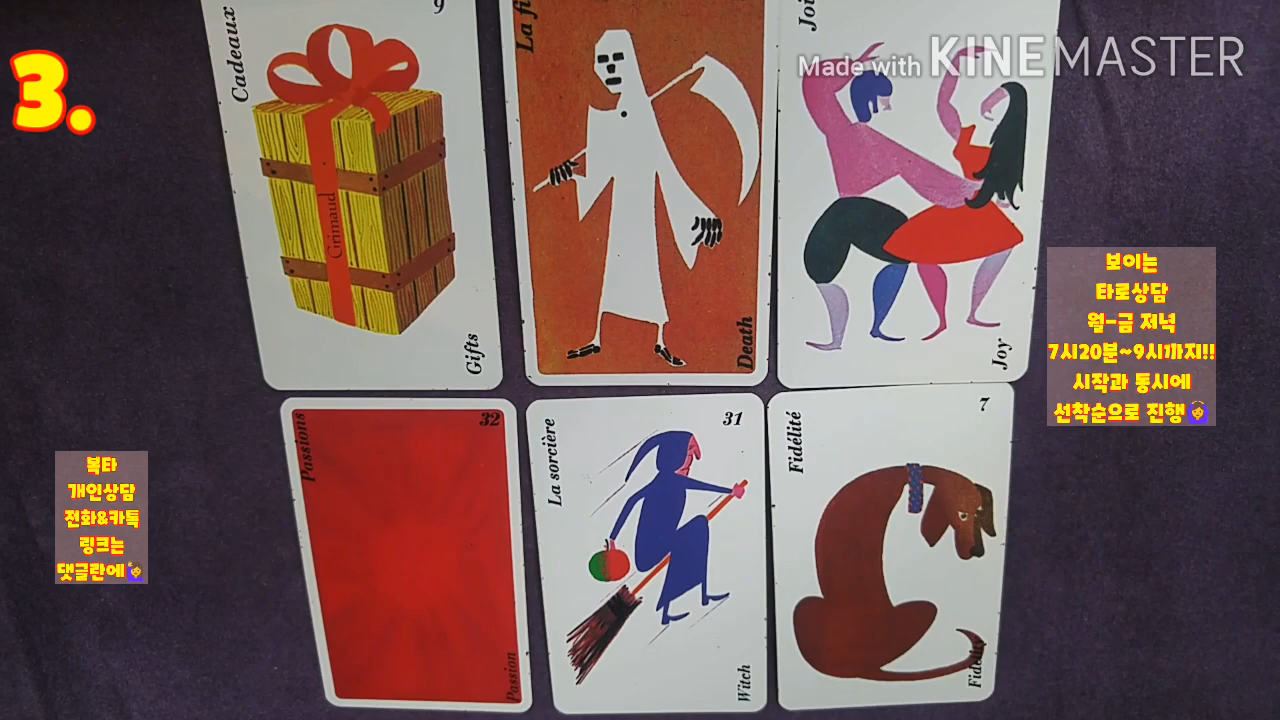 3.
Made with KINEMASTER
Cadeaux
9
Grimaud
Gifts
Death
Joy
보이는
타로상담
월-금 저녁
7시20분~9시까지!!
시작과 동시에
선착순으로 진행
복타
개인상담
전화&카톡
링크는
댓글란에
Passions
32
Passion
La sorcière
31
Witch
Fidélité
7